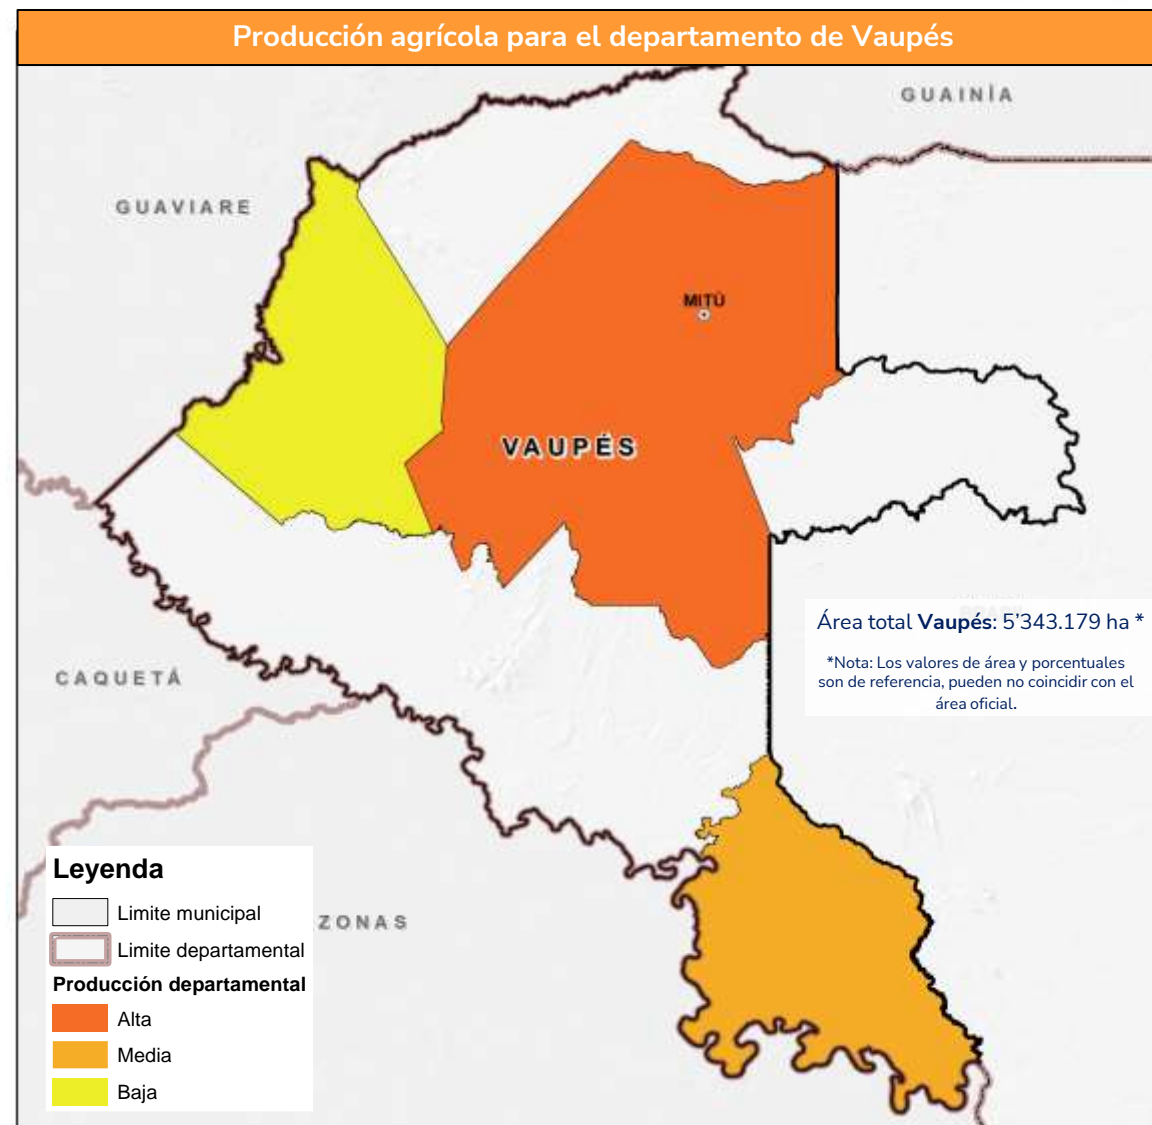 Producción agrícola para el departamento de Vaupés
GUAINÍA
GUAVIARE
MITÚ
VAUPÉS
Área total Vaupés: 5'343.179 ha *
*Nota: Los valores de área y porcentuales
son de referencia, pueden no coincidir con el
área oficial.
CAQUETÁ
ZONAS
Leyenda
Limite municipal
Limite departamental
Producción departamental
Alta
Media
Baja